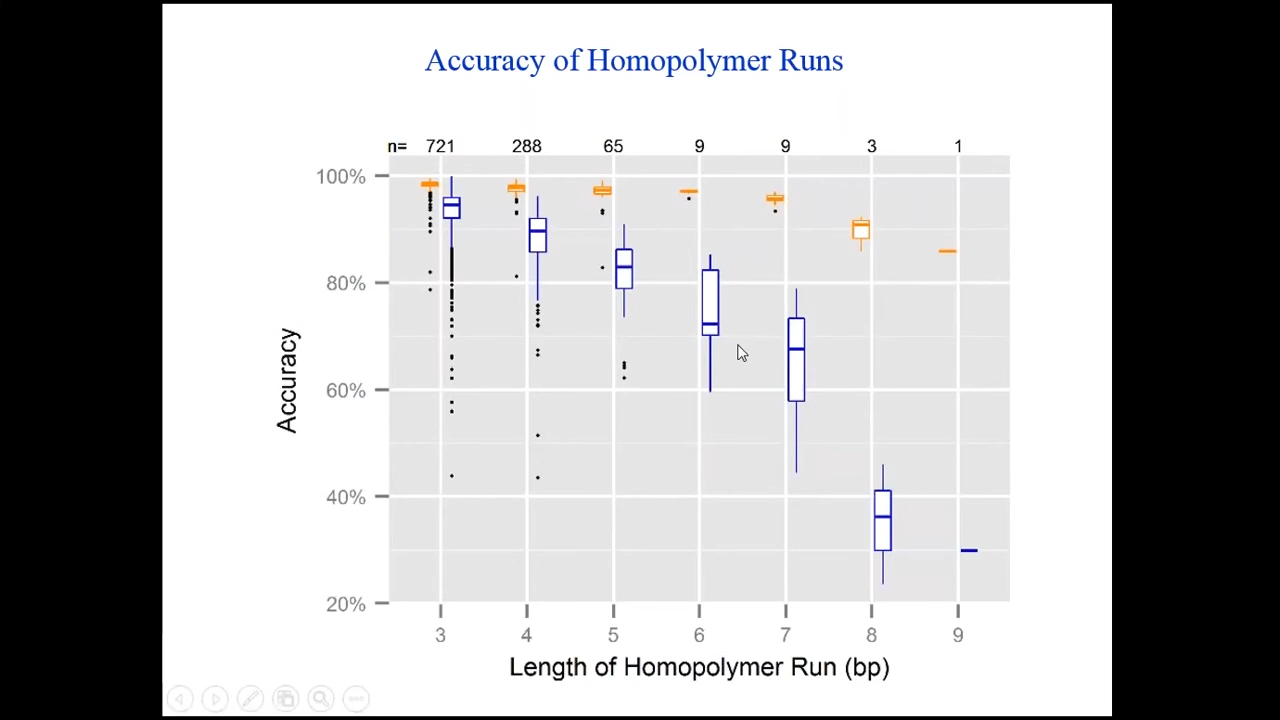 Accuracy of Homopolymer Runs
n= 721 288 65 9 9 3 1
100%
80%
60%
40%
20%
Accuracy
3 4 5 6 7 8 9
Length of Homopolymer Run (bp)